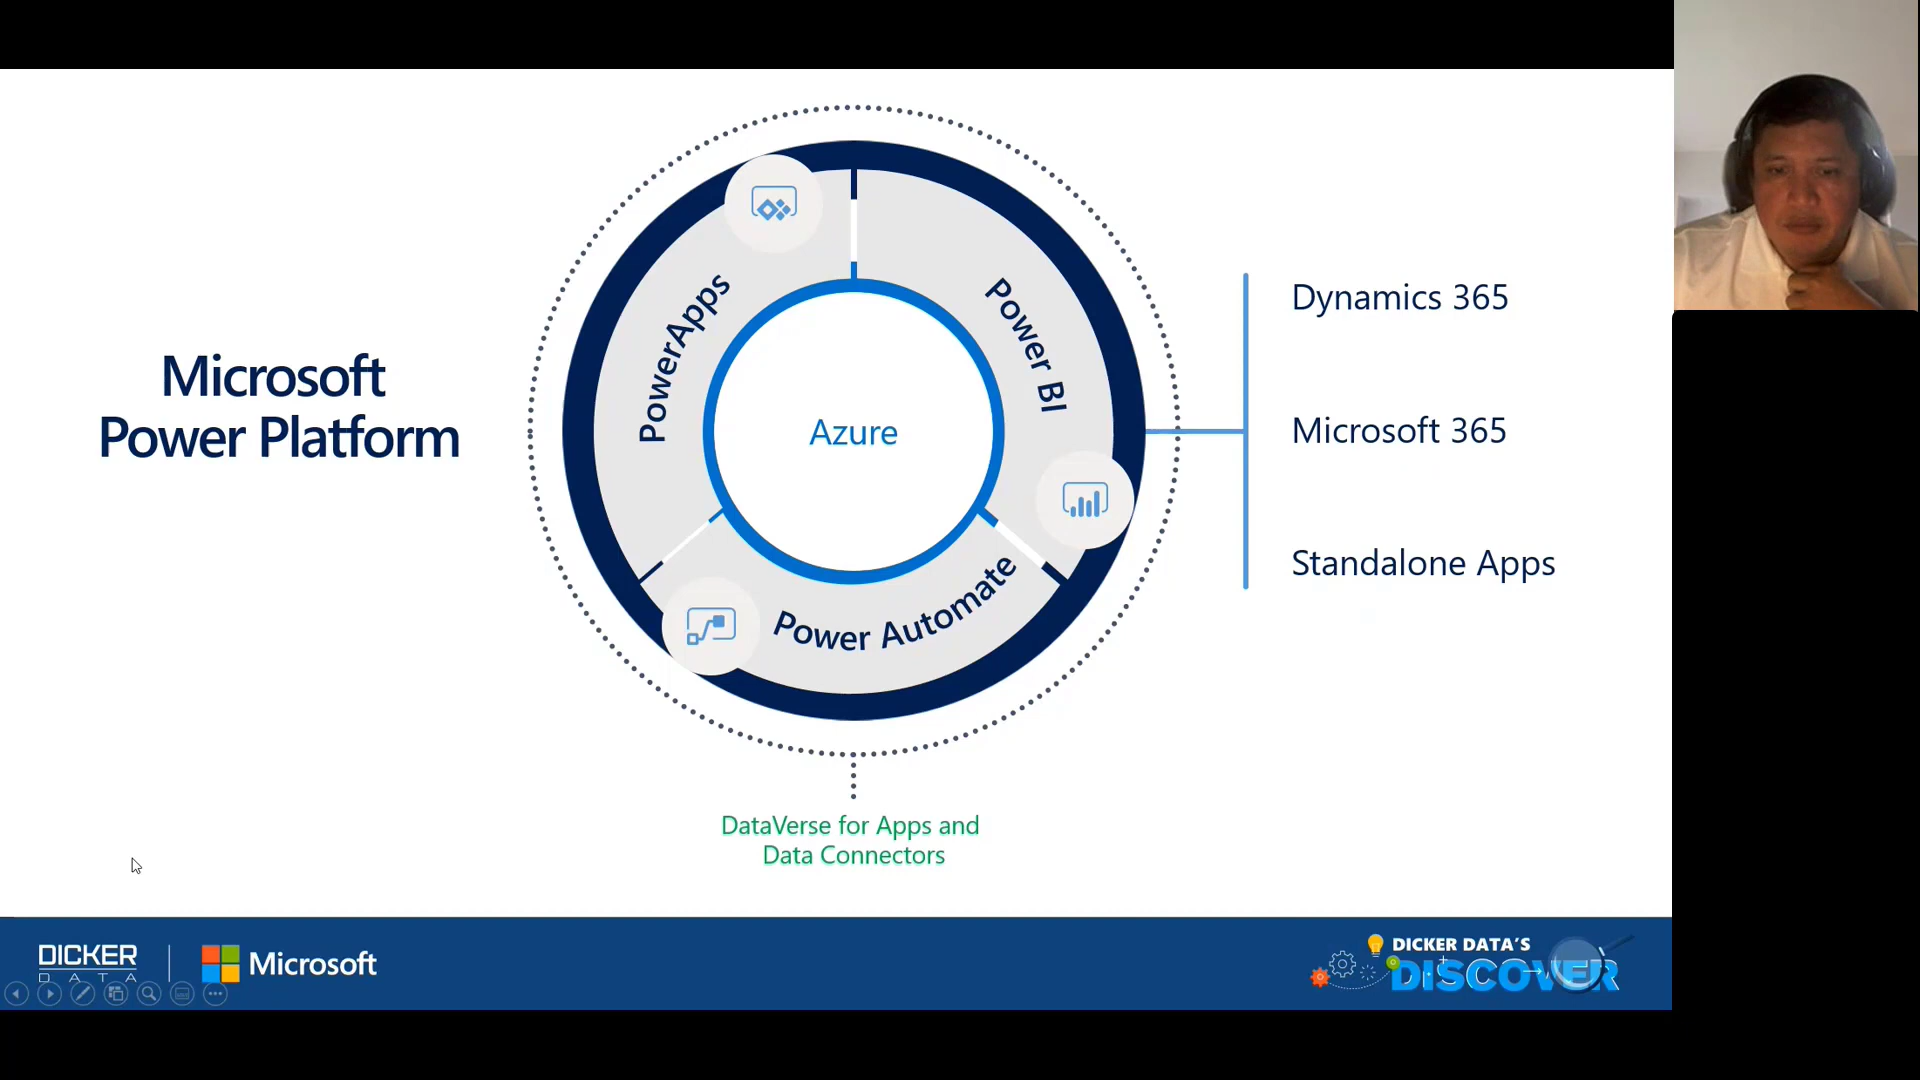 Microsoft
Power Platform
PowerApps
Power BI
Power Automate
Azure
Dynamics 365
Microsoft 365
Standalone Apps
DataVerse for Apps and
Data Connectors
DICKER
DATA
Microsoft
DICKER DATA'S
DISCOVER